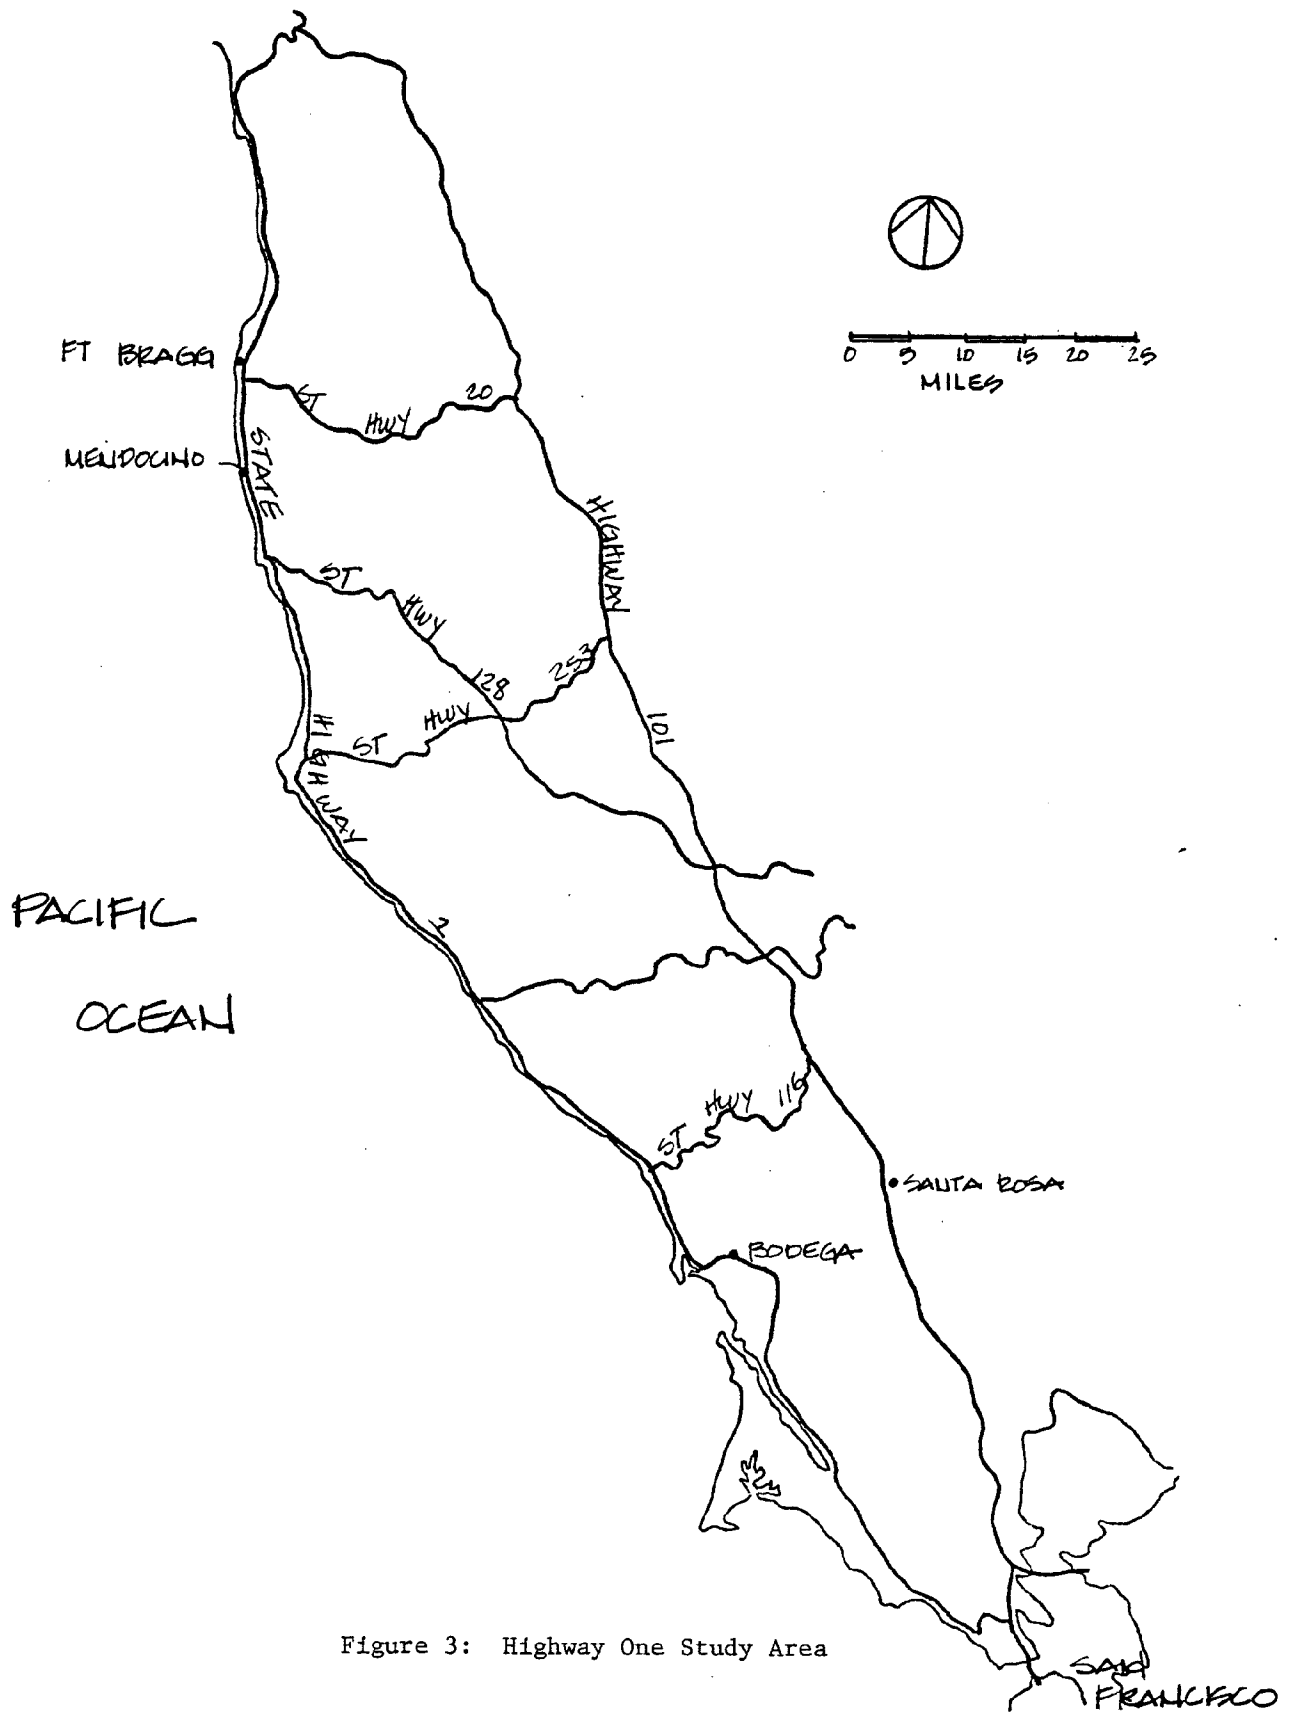 FT BRAGG
MENDOCINO
ST HWY 20
STATE HIGHWAY 1
ST HWY 128
ST HWY 253
HIGHWAY 101
0 5 10 15 20 25
MILES
PACIFIC
OCEAN
ST HWY 116
SANTA ROSA
BODEGA
SAN
FRANCISCO
Figure 3: Highway One Study Area